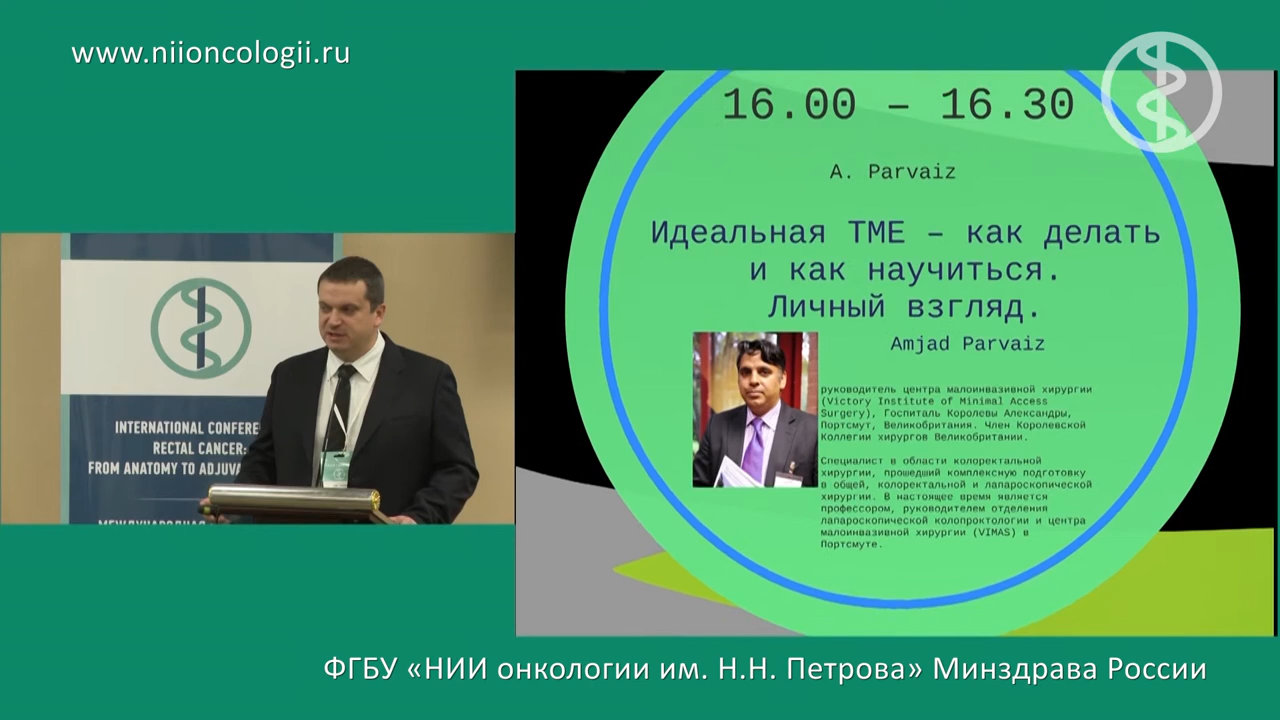 www.niioncologii.ru
16.00 – 16.30
A. Parvaiz
Идеальная TME – как делать
и как научиться.
Личный взгляд.
Amjad Parvaiz
руководитель центра малоинвазивной хирургии
(Victory Institute of Minimal Access
Surgery), Госпиталь Королевы Александры,
Портсмут, Великобритания. Член Королевской
Коллегии хирургов Великобритании.
Специалист в области колоректальной
хирургии, прошедший комплексную подготовку
в общей, колоректальной и лапароскопической
хирургии. В настоящее время является
профессором, руководителем отделения
лапароскопической колопроктологии и центра
малоинвазивной хирургии (VIMAS) в
Портсмуте.
INTERNATIONAL CONFERE
RECTAL CANCER:
FROM ANATOMY TO ADJUVA
МЕЖДУНАРОДНАЯ
ФГБУ «НИИ онкологии им. Н.Н. Петрова» Минздрава России